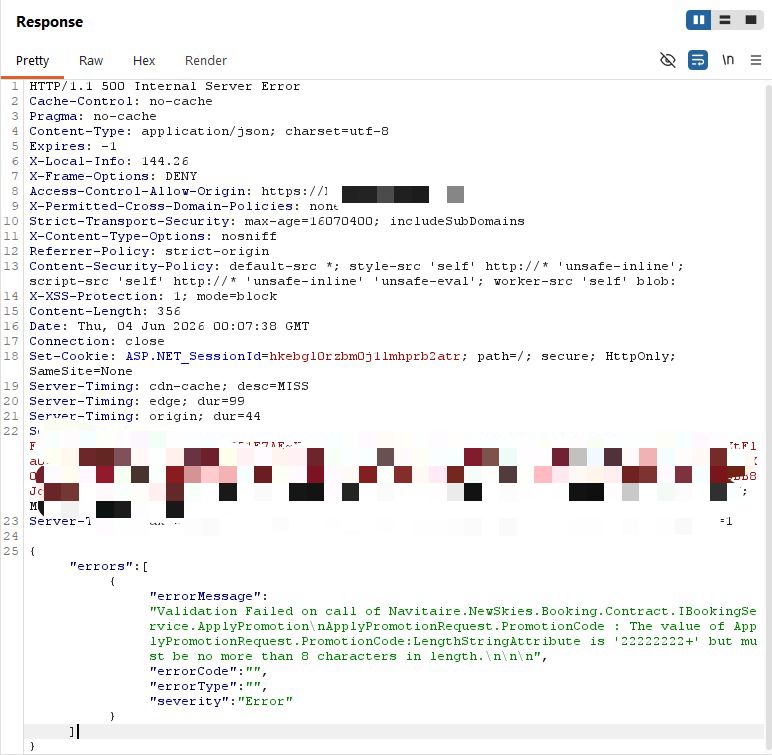 Response
Pretty Raw Hex Render \n
1 HTTP/1.1 500 Internal Server Error
2 Cache-Control: no-cache
3 Pragma: no-cache
4 Content-Type: application/json; charset=utf-8
5 Expires: -1
6 X-Local-Info: 144.26
7 X-Frame-Options: DENY
8 Access-Control-Allow-Origin: https://
9 X-Permitted-Cross-Domain-Policies: none
10 Strict-Transport-Security: max-age=16070400; includeSubDomains
11 X-Content-Type-Options: nosniff
12 Referrer-Policy: strict-origin
13 Content-Security-Policy: default-src *; style-src 'self' http://* 'unsafe-inline';
script-src 'self' http://* 'unsafe-inline' 'unsafe-eval'; worker-src 'self' blob:
14 X-XSS-Protection: 1; mode=block
15 Content-Length: 356
16 Date: Thu, 04 Jun 2026 00:07:38 GMT
17 Connection: close
18 Set-Cookie: ASP.NET_SessionId=hkebgl0rzbm0j1lmhprb2atr; path=/; secure; HttpOnly;
SameSite=None
19 Server-Timing: cdn-cache; desc=MISS
20 Server-Timing: edge; dur=99
21 Server-Timing: origin; dur=44
22
23 =1
24
25 {
"errors":[
{
"errorMessage":
"Validation Failed on call of Navitaire.NewSkies.Booking.Contract.IBookingSe
rvice.ApplyPromotion\nApplyPromotionRequest.PromotionCode : The value of App
lyPromotionRequest.PromotionCode:LengthStringAttribute is '22222222+' but mu
st be no more than 8 characters in length.\n\n\n",
"errorCode":"",
"errorType":"",
"severity":"Error"
}
]
}